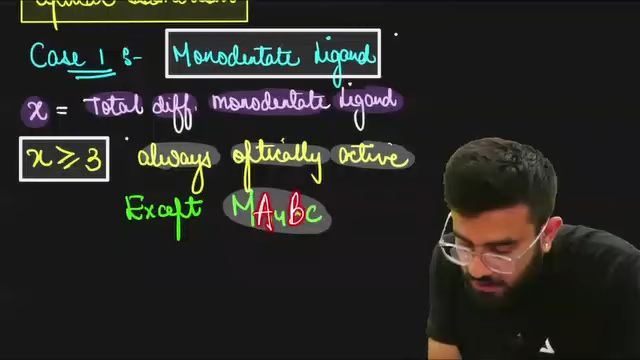 Case 1 :- Monodentate Ligand
x = Total diff. monodentate Ligand
x ≥ 3 always optically active
Except MA₄BC